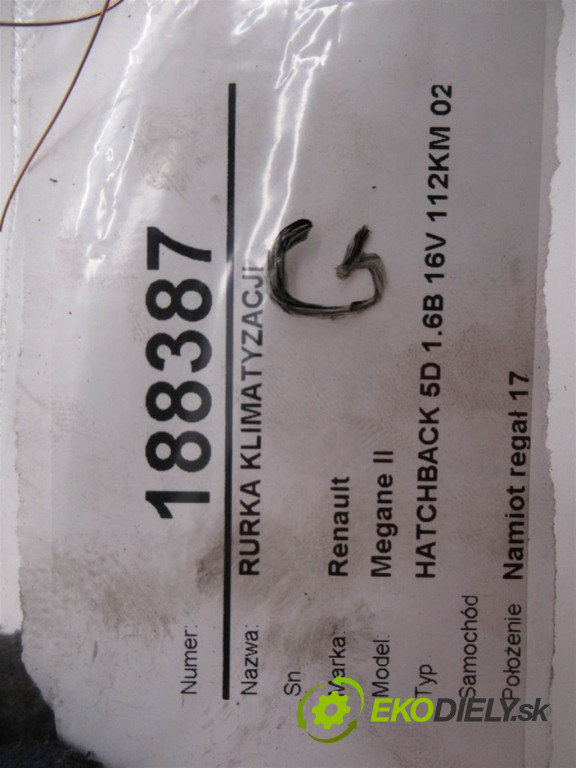 Numer: 188387
Nazwa: RURKA KLIMATYZACJI
Sn
G
Marka: Renault
Model: Megane II
Typ HATCHBACK 5D 1.6B 16V 112KM 02
Samochód
Położenie Namiot regał 17
EKODIELY.sk